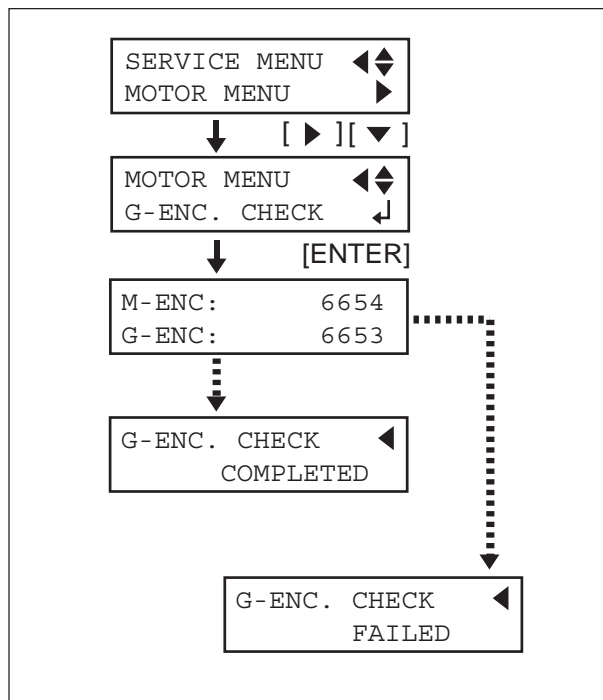 SERVICE MENU ◀▲▼
MOTOR MENU ▶
[ ▶ ][ ▼ ]
MOTOR MENU ◀▲▼
G-ENC. CHECK ↵
[ENTER]
M-ENC: 6654
G-ENC: 6653
G-ENC. CHECK ◀
COMPLETED
G-ENC. CHECK ◀
FAILED